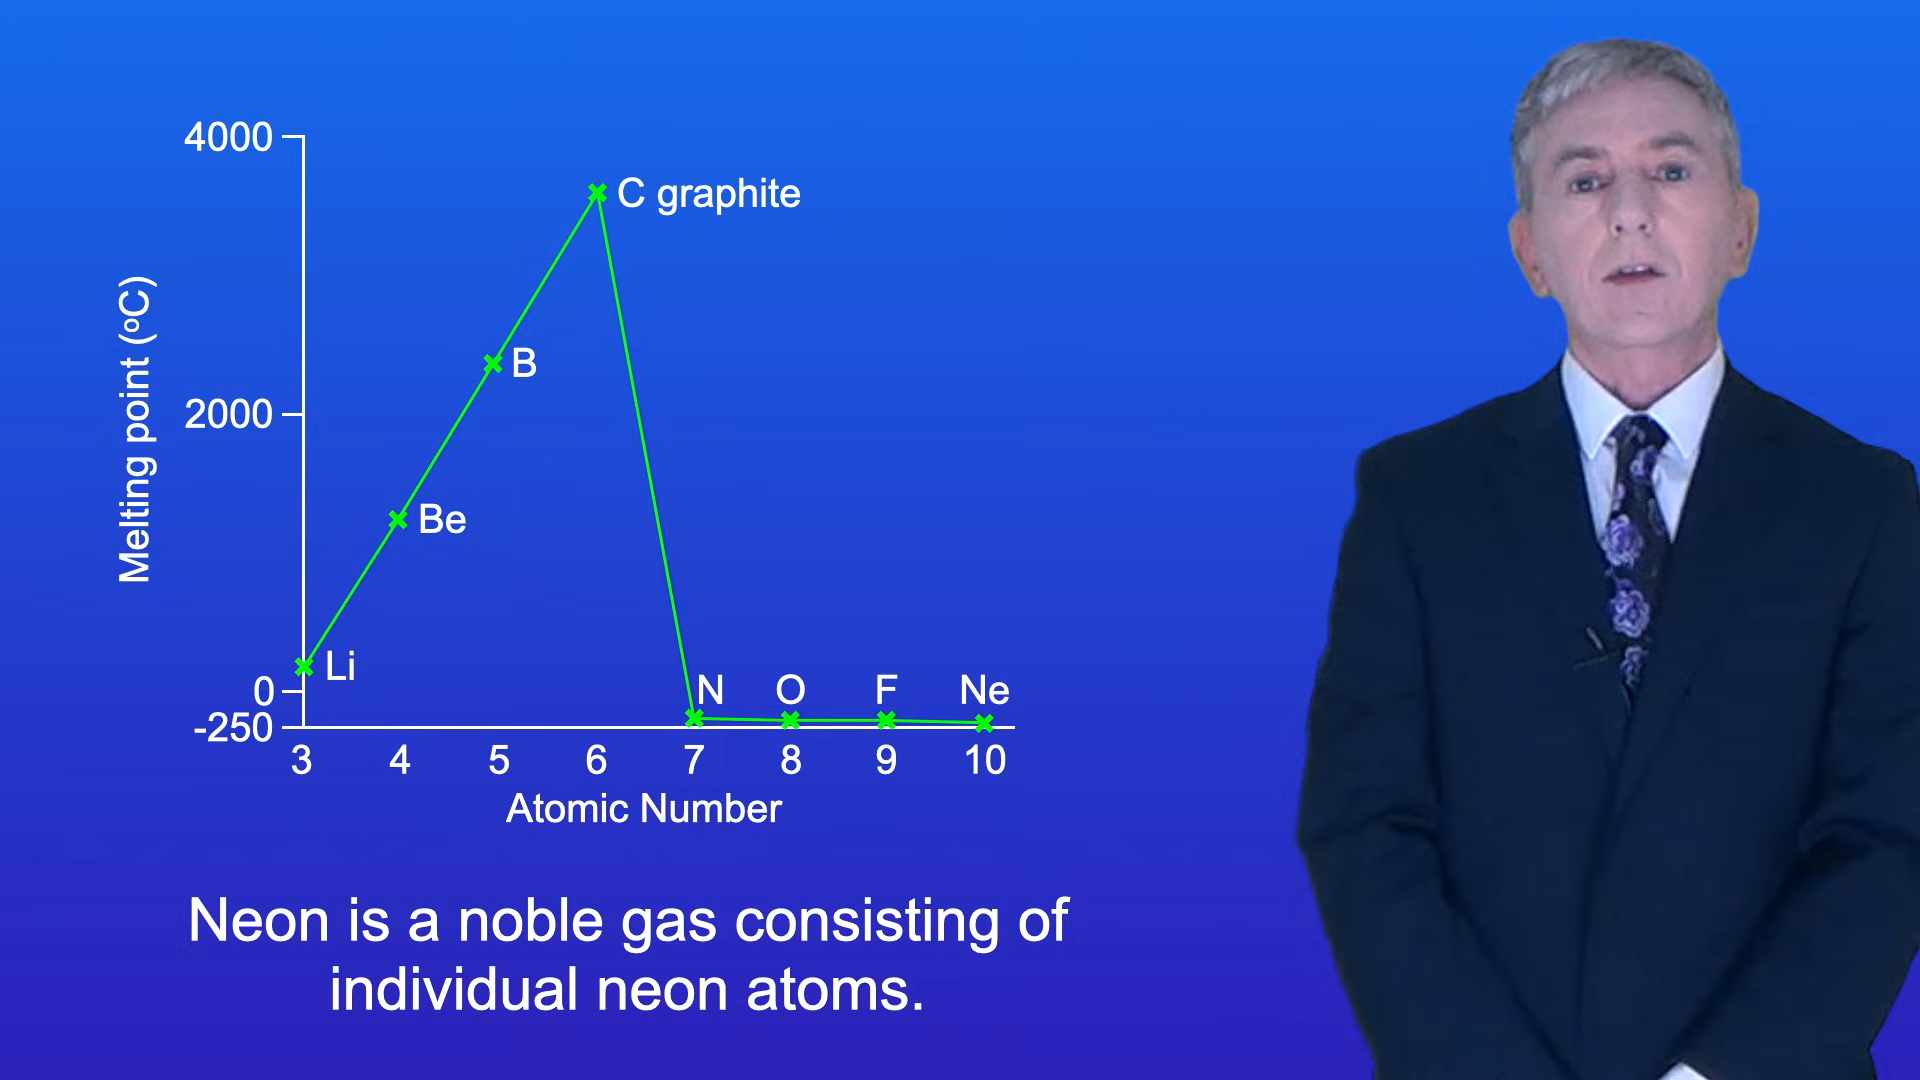 4000
C graphite
B
2000
Melting point (ºC)
Be
Li
0
N O F Ne
-250
3 4 5 6 7 8 9 10
Atomic Number
Neon is a noble gas consisting of
individual neon atoms.